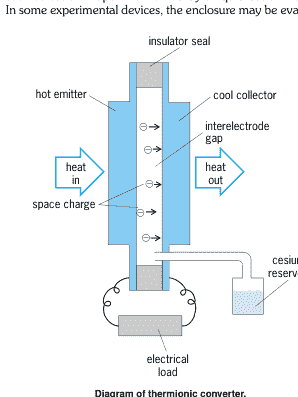 In some experimental devices, the enclosure may be eva
insulator seal
hot emitter
cool collector
interelectrode
gap
heat
in
heat
out
space charge
cesiu
reserv
electrical
load
Diagram of thermionic converter.